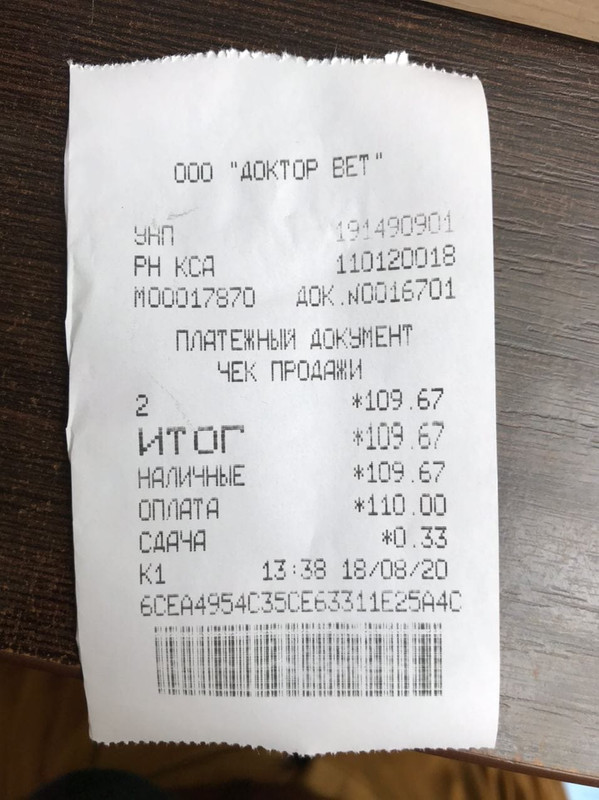 ООО "ДОКТОР ВЕТ"
УНП 191490901
РН КСА 110120018
М00017870 ДОК.N0016701
ПЛАТЕЖНЫЙ ДОКУМЕНТ
ЧЕК ПРОДАЖИ
2 *109.67
ИТОГ *109.67
НАЛИЧНЫЕ *109.67
ОПЛАТА *110.00
СДАЧА *0.33
К1 13:38 18/08/20
6CEA4954C35CE63311E25A4C